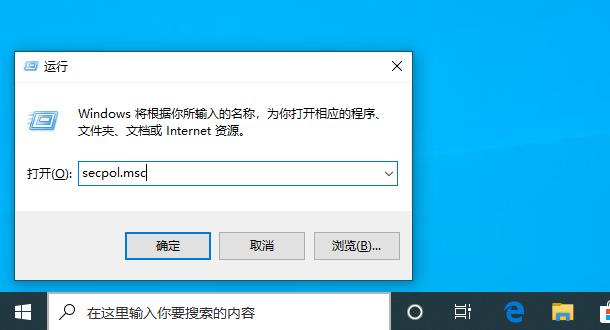 运行
Windows 将根据你所输入的名称，为你打开相应的程序、
文件夹、文档或 Internet 资源。
打开(O): secpol.msc
确定 取消 浏览(B)...
在这里输入你要搜索的内容